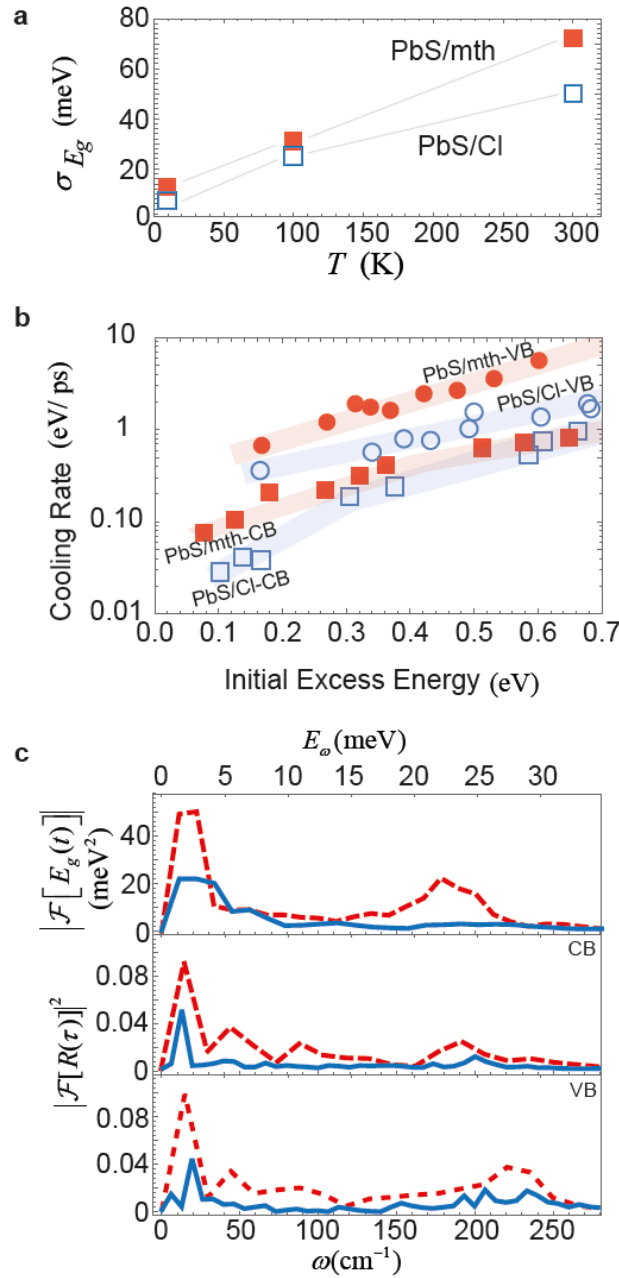 a
80
60
40
20
0
σ_{E_g} (meV)
PbS/mth
PbS/Cl
0 50 100 150 200 250 300
T (K)
b
10
1
0.10
0.01
Cooling Rate (eV/ps)
PbS/mth-VB
PbS/Cl-VB
PbS/mth-CB
PbS/Cl-CB
0.0 0.1 0.2 0.3 0.4 0.5 0.6 0.7
Initial Excess Energy (eV)
c
E_ω (meV)
0 5 10 15 20 25 30
|ℱ[E_g(t)]|
(meV²)
40
20
0
CB
|ℱ[R(τ)]|²
0.08
0.04
0
VB
0.08
0.04
0
0 50 100 150 200 250
ω(cm⁻¹)